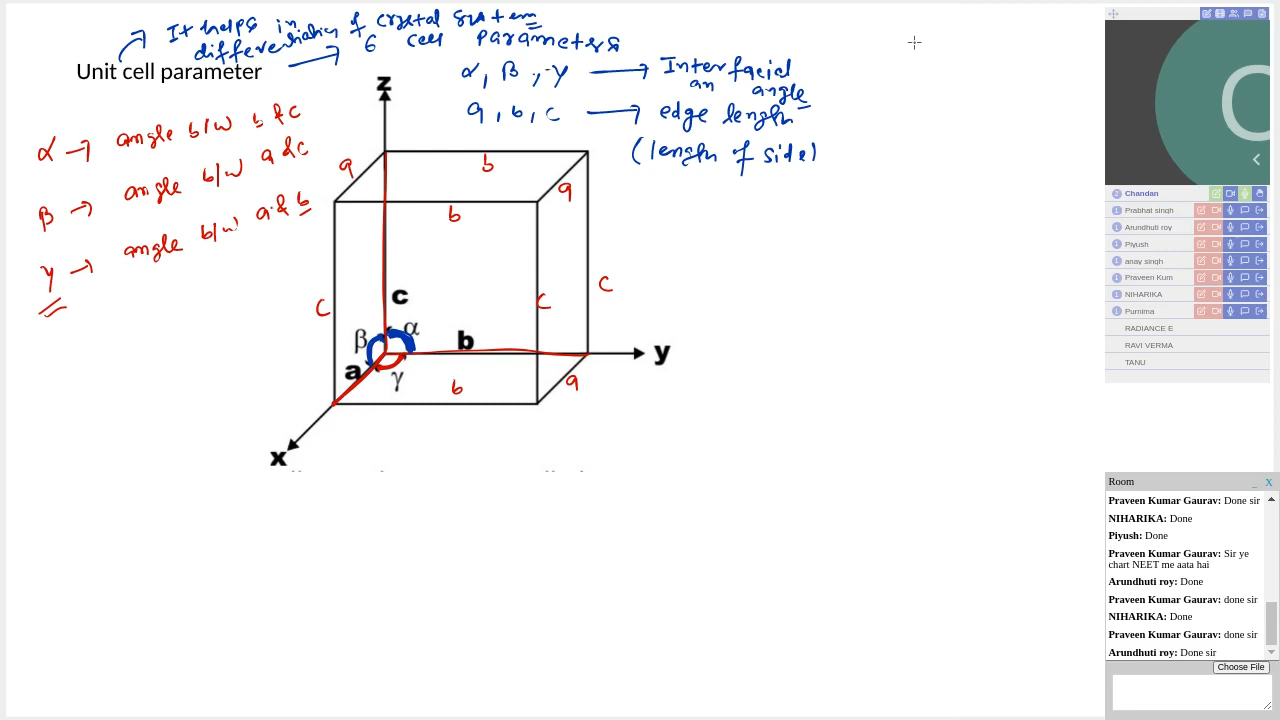 It helps in
differentiation of crystal system
Unit cell parameter
6 cell parameters
α, β, γ → Interfacial
an angle
a, b, c → edge length
(length of side)
α → angle b/w b & c
β → angle b/w a & c
γ → angle b/w a & b
z
a
b
a
b
c
c
c
c
α
β
b
y
a
γ
b
a
x
C
Chandan
Prabhat singh
Arundhuti roy
Piyush
anay singh
Praveen Kum
NIHARIKA
Purnima
RADIANCE E
RAVI VERMA
TANU
Room
_ X
Praveen Kumar Gaurav: Done sir
NIHARIKA: Done
Piyush: Done
Praveen Kumar Gaurav: Sir ye
chart NEET me aata hai
Arundhuti roy: Done
Praveen Kumar Gaurav: done sir
NIHARIKA: Done
Praveen Kumar Gaurav: done sir
Arundhuti roy: Done sir
Choose File